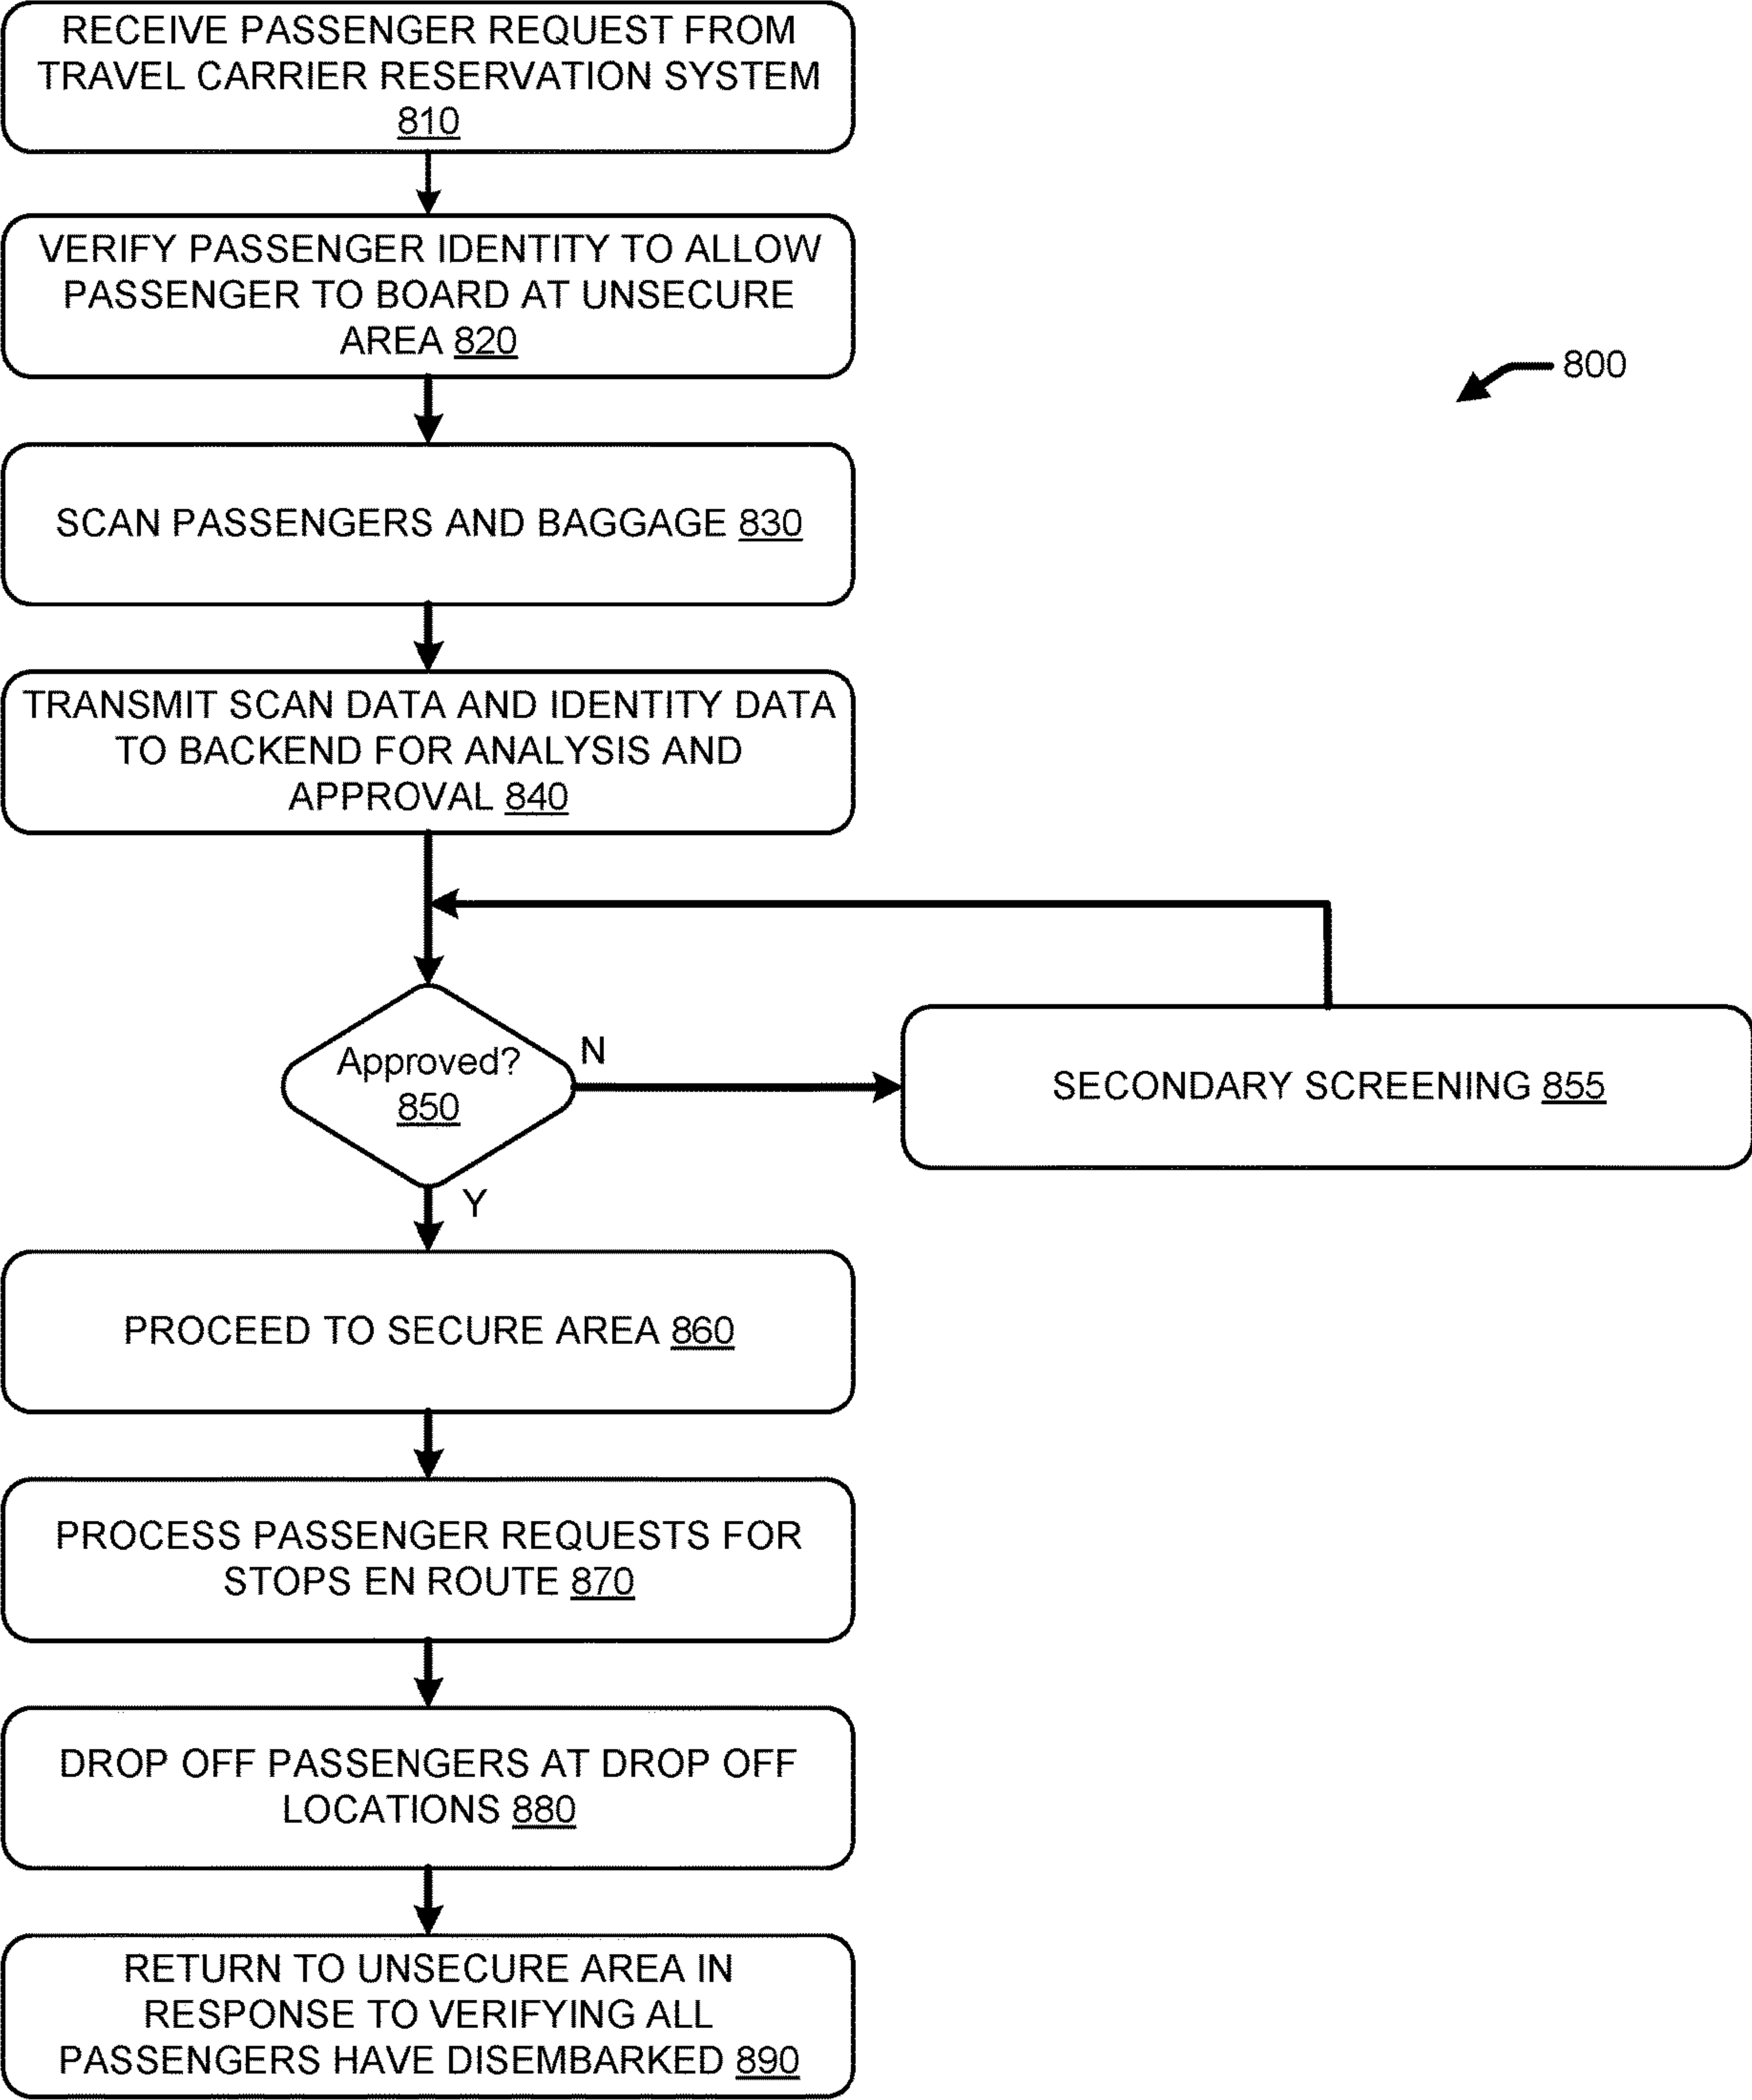 RECEIVE PASSENGER REQUEST FROM
TRAVEL CARRIER RESERVATION SYSTEM
810
VERIFY PASSENGER IDENTITY TO ALLOW
PASSENGER TO BOARD AT UNSECURE
AREA 820
800
SCAN PASSENGERS AND BAGGAGE 830
TRANSMIT SCAN DATA AND IDENTITY DATA
TO BACKEND FOR ANALYSIS AND
APPROVAL 840
Approved?
850
N
SECONDARY SCREENING 855
Y
PROCEED TO SECURE AREA 860
PROCESS PASSENGER REQUESTS FOR
STOPS EN ROUTE 870
DROP OFF PASSENGERS AT DROP OFF
LOCATIONS 880
RETURN TO UNSECURE AREA IN
RESPONSE TO VERIFYING ALL
PASSENGERS HAVE DISEMBARKED 890